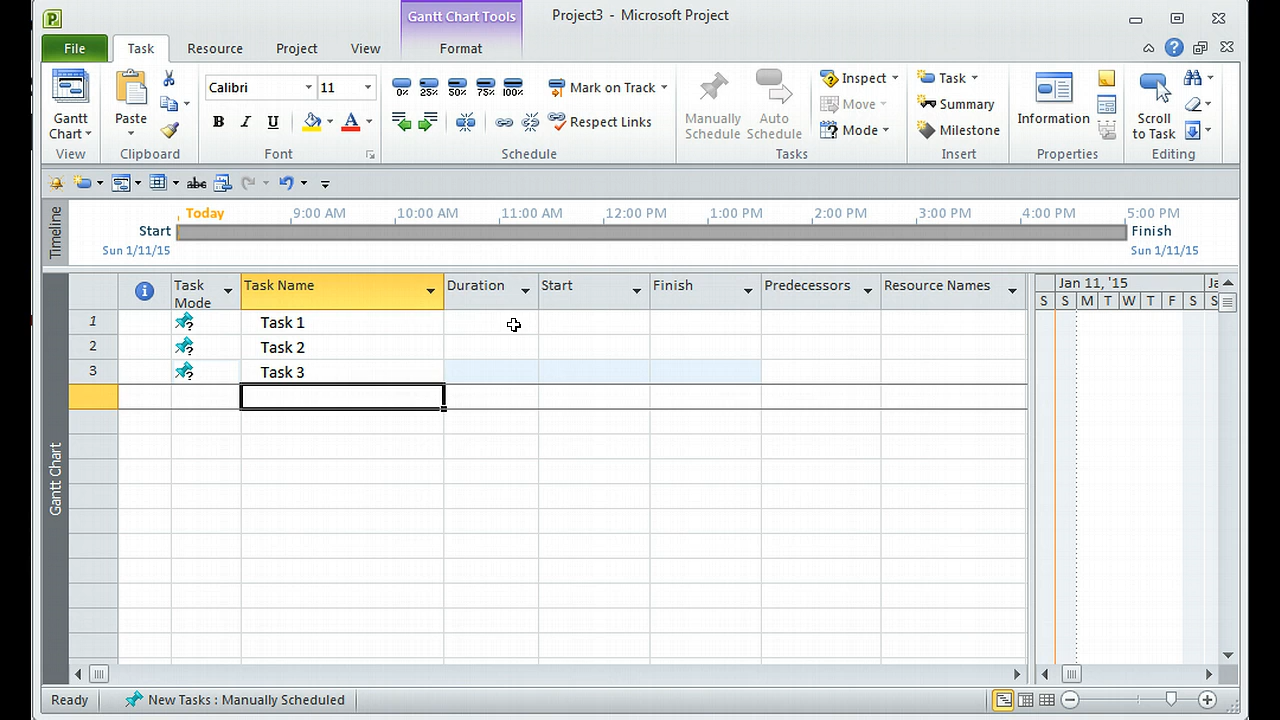 Gantt Chart Tools
Project3 - Microsoft Project
File Task Resource Project View Format
Gantt Chart
Paste
Calibri 11
B I U A
0% 25% 50% 75% 100%
Mark on Track
Respect Links
Manually Schedule
Auto Schedule
Inspect
Move
Mode
Task
Summary
Milestone
Information
Scroll to Task
View Clipboard Font Schedule Tasks Insert Properties Editing
abc
Timeline
Today 9:00 AM 10:00 AM 11:00 AM 12:00 PM 1:00 PM 2:00 PM 3:00 PM 4:00 PM 5:00 PM
Start Finish
Sun 1/11/15 Sun 1/11/15
Task Mode Task Name Duration Start Finish Predecessors Resource Names
Jan 11, '15 Ja
S S M T W T F S S
1 Task 1
2 Task 2
3 Task 3
Gantt Chart
Ready New Tasks : Manually Scheduled